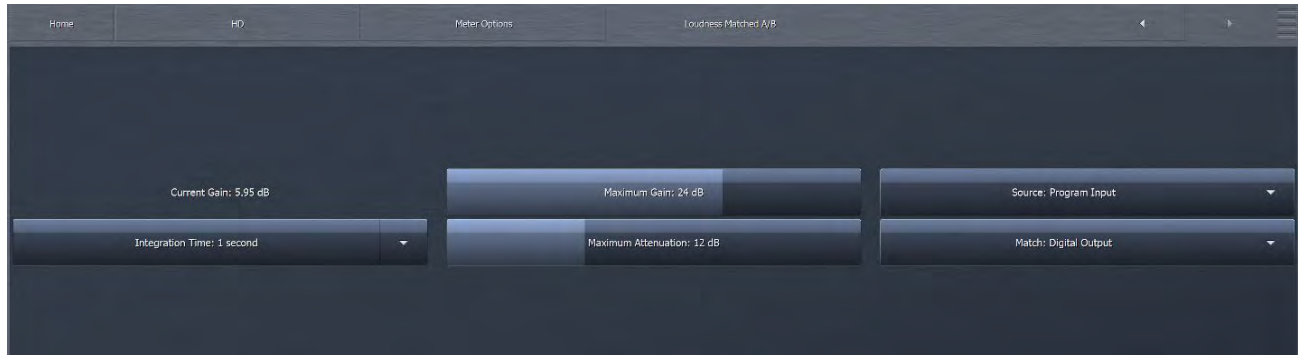 Home HD Meter Options Loudness Matched A/B
Current Gain: 5.95 dB Maximum Gain: 24 dB Source: Program Input
Integration Time: 1 second Maximum Attenuation: 12 dB Match: Digital Output